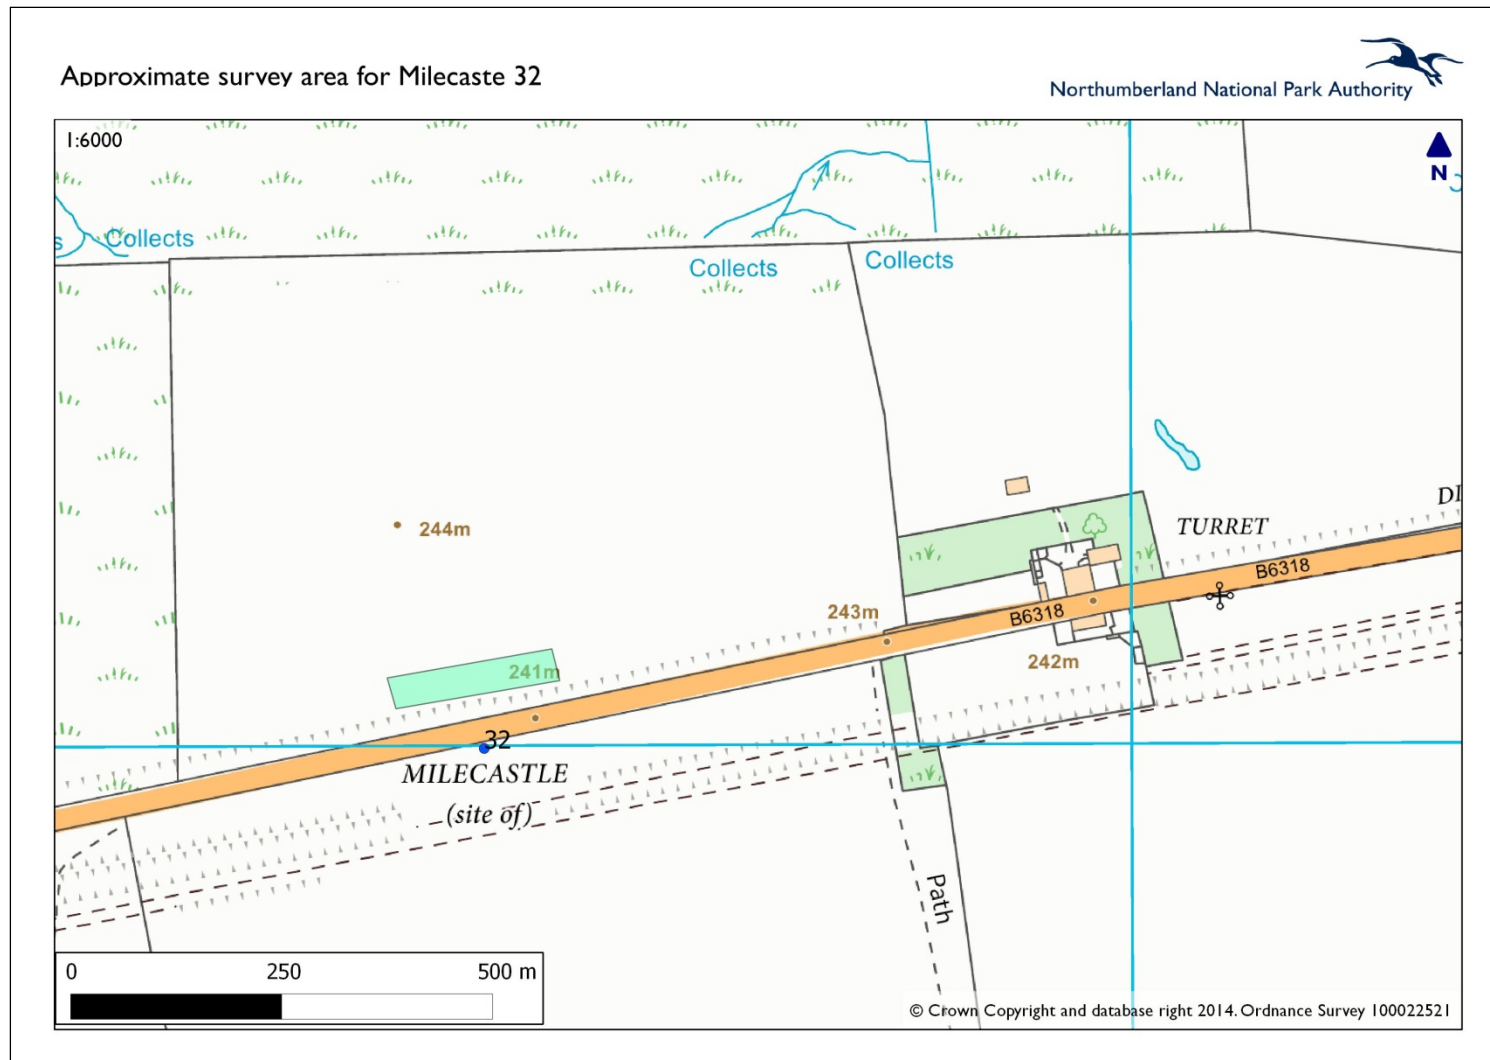 Approximate survey area for Milecaste 32
Northumberland National Park Authority
1:6000
N
s
Collects
Collects
Collects
244m
DI
TURRET
B6318
B6318
243m
242m
241m
32
MILECASTLE
(site of)
Path
0 250 500 m
© Crown Copyright and database right 2014. Ordnance Survey 100022521